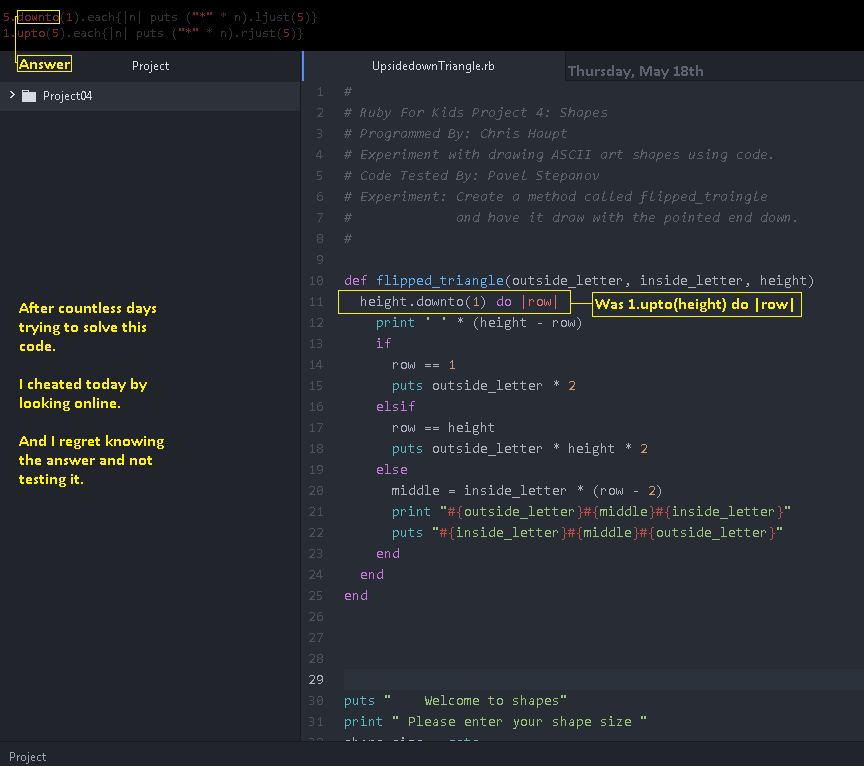 5.downto(1).each{|n| puts ("*" * n).ljust(5)}
1.upto(5).each{|n| puts ("*" * n).rjust(5)}
Answer
Project
UpsidedownTriangle.rb
Thursday, May 18th
Project04
1 #
2 # Ruby For Kids Project 4: Shapes
3 # Programmed By: Chris Haupt
4 # Experiment with drawing ASCII art shapes using code.
5 # Code Tested By: Pavel Stepanov
6 # Experiment: Create a method called flipped_traingle
7 # and have it draw with the pointed end down.
8 #
9
10 def flipped_triangle(outside_letter, inside_letter, height)
11 height.downto(1) do |row|
Was 1.upto(height) do |row|
12 print ' ' * (height - row)
13 if
14 row == 1
15 puts outside_letter * 2
16 elsif
17 row == height
18 puts outside_letter * height * 2
19 else
20 middle = inside_letter * (row - 2)
21 print "#{outside_letter}#{middle}#{inside_letter}"
22 puts "#{inside_letter}#{middle}#{outside_letter}"
23 end
24 end
25 end
26
27
28
29
30 puts "    Welcome to shapes"
31 print " Please enter your shape size "
After countless days
trying to solve this
code.
I cheated today by
looking online.
And I regret knowing
the answer and not
testing it.
Project